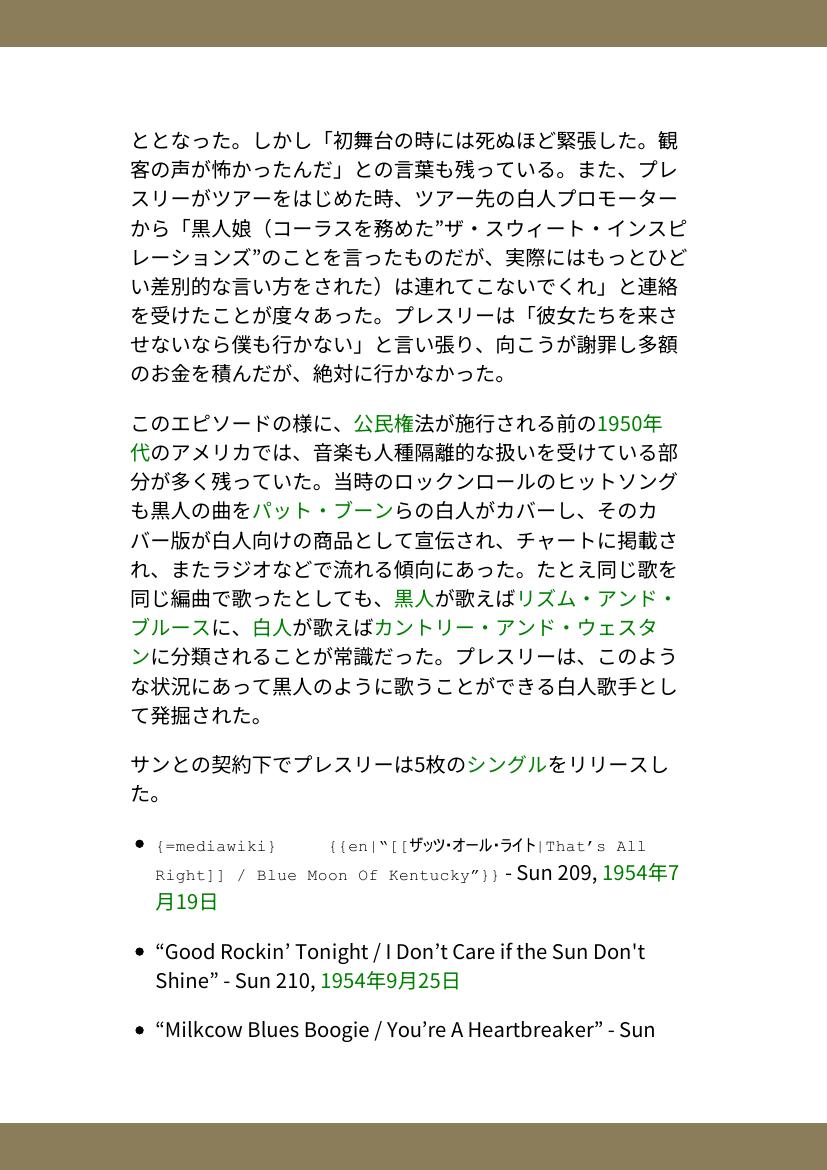 ととなった。しかし「初舞台の時には死ぬほど緊張した。観
客の声が怖かったんだ」との言葉も残っている。また、プレ
スリーがツアーをはじめた時、ツアー先の白人プロモーター
から「黒人娘（コーラスを務めた”ザ・スウィート・インスピ
レーションズ”のことを言ったものだが、実際にはもっとひど
い差別的な言い方をされた）は連れてこないでくれ」と連絡
を受けたことが度々あった。プレスリーは「彼女たちを来さ
せないなら僕も行かない」と言い張り、向こうが謝罪し多額
のお金を積んだが、絶対に行かなかった。
このエピソードの様に、公民権法が施行される前の1950年
代のアメリカでは、音楽も人種隔離的な扱いを受けている部
分が多く残っていた。当時のロックンロールのヒットソング
も黒人の曲をパット・ブーンらの白人がカバーし、そのカ
バー版が白人向けの商品として宣伝され、チャートに掲載さ
れ、またラジオなどで流れる傾向にあった。たとえ同じ歌を
同じ編曲で歌ったとしても、黒人が歌えばリズム・アンド・
ブルースに、白人が歌えばカントリー・アンド・ウェスタ
ンに分類されることが常識だった。プレスリーは、このよう
な状況にあって黒人のように歌うことができる白人歌手とし
て発掘された。
サンとの契約下でプレスリーは5枚のシングルをリリースし
た。
• {=mediawiki} {{en|“[[ザッツ・オール・ライト|That’s All
Right]] / Blue Moon Of Kentucky”}} - Sun 209, 1954年7
月19日
• “Good Rockin’ Tonight / I Don’t Care if the Sun Don't
Shine” - Sun 210, 1954年9月25日
• “Milkcow Blues Boogie / You’re A Heartbreaker” - Sun